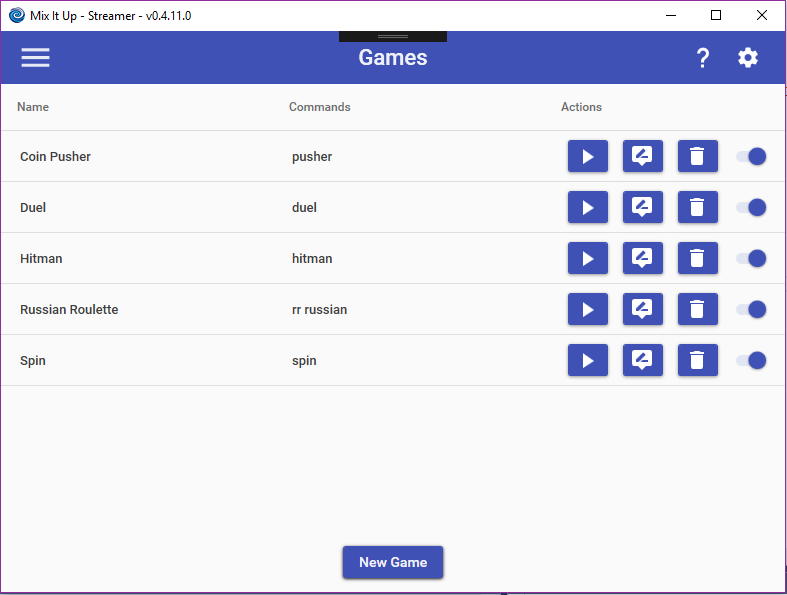 Mix It Up - Streamer - v0.4.11.0
Games
?
Name Commands Actions
Coin Pusher pusher
Duel duel
Hitman hitman
Russian Roulette rr russian
Spin spin
New Game